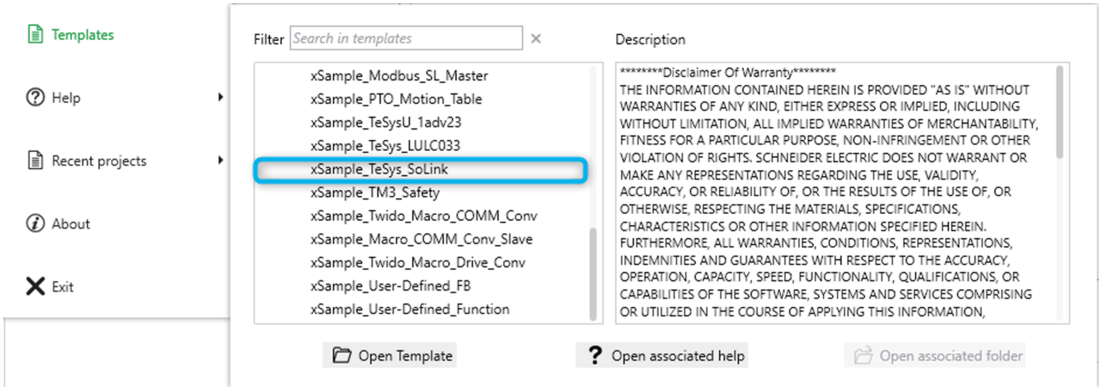 Templates
Help
Recent projects
About
Exit
Filter
Search in templates
xSample_Modbus_SL_Master
xSample_PTO_Motion_Table
xSample_TeSysU_1adv23
xSample_TeSys_LULC033
xSample_TeSys_SoLink
xSample_TM3_Safety
xSample_Twido_Macro_COMM_Conv
xSample_Macro_COMM_Conv_Slave
xSample_Twido_Macro_Drive_Conv
xSample_User-Defined_FB
xSample_User-Defined_Function
Description
********Disclaimer Of Warranty********
THE INFORMATION CONTAINED HEREIN IS PROVIDED "AS IS" WITHOUT
WARRANTIES OF ANY KIND, EITHER EXPRESS OR IMPLIED, INCLUDING
WITHOUT LIMITATION, ALL IMPLIED WARRANTIES OF MERCHANTABILITY,
FITNESS FOR A PARTICULAR PURPOSE, NON-INFRINGEMENT OR OTHER
VIOLATION OF RIGHTS. SCHNEIDER ELECTRIC DOES NOT WARRANT OR
MAKE ANY REPRESENTATIONS REGARDING THE USE, VALIDITY,
ACCURACY, OR RELIABILITY OF, OR THE RESULTS OF THE USE OF, OR
OTHERWISE, RESPECTING THE MATERIALS, SPECIFICATIONS,
CHARACTERISTICS OR OTHER INFORMATION SPECIFIED HEREIN.
FURTHERMORE, ALL WARRANTIES, CONDITIONS, REPRESENTATIONS,
INDEMNITIES AND GUARANTEES WITH RESPECT TO THE ACCURACY,
OPERATION, CAPACITY, SPEED, FUNCTIONALITY, QUALIFICATIONS, OR
CAPABILITIES OF THE SOFTWARE, SYSTEMS AND SERVICES COMPRISING
OR UTILIZED IN THE COURSE OF APPLYING THIS INFORMATION,
Open Template
Open associated help
Open associated folder